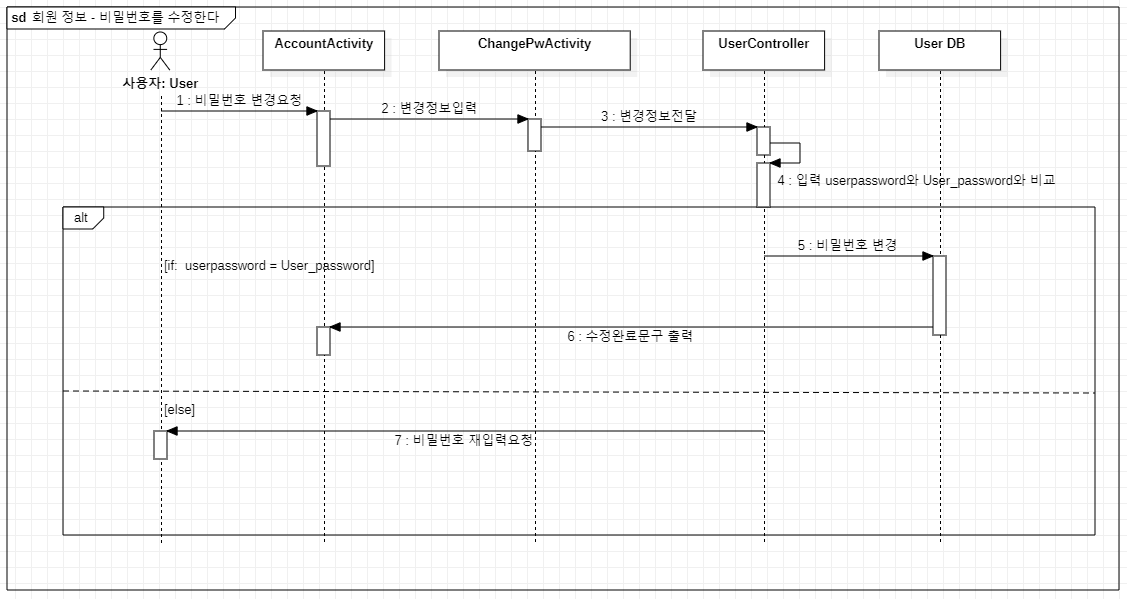 sd 회원 정보 - 비밀번호를 수정한다
AccountActivity
ChangePwActivity
UserController
User DB
사용자: User
1 : 비밀번호 변경요청
2 : 변경정보입력
3 : 변경정보전달
4 : 입력 userpassword와 User_password와 비교
alt
5 : 비밀번호 변경
[if:  userpassword = User_password]
6 : 수정완료문구 출력
[else]
7 : 비밀번호 재입력요청